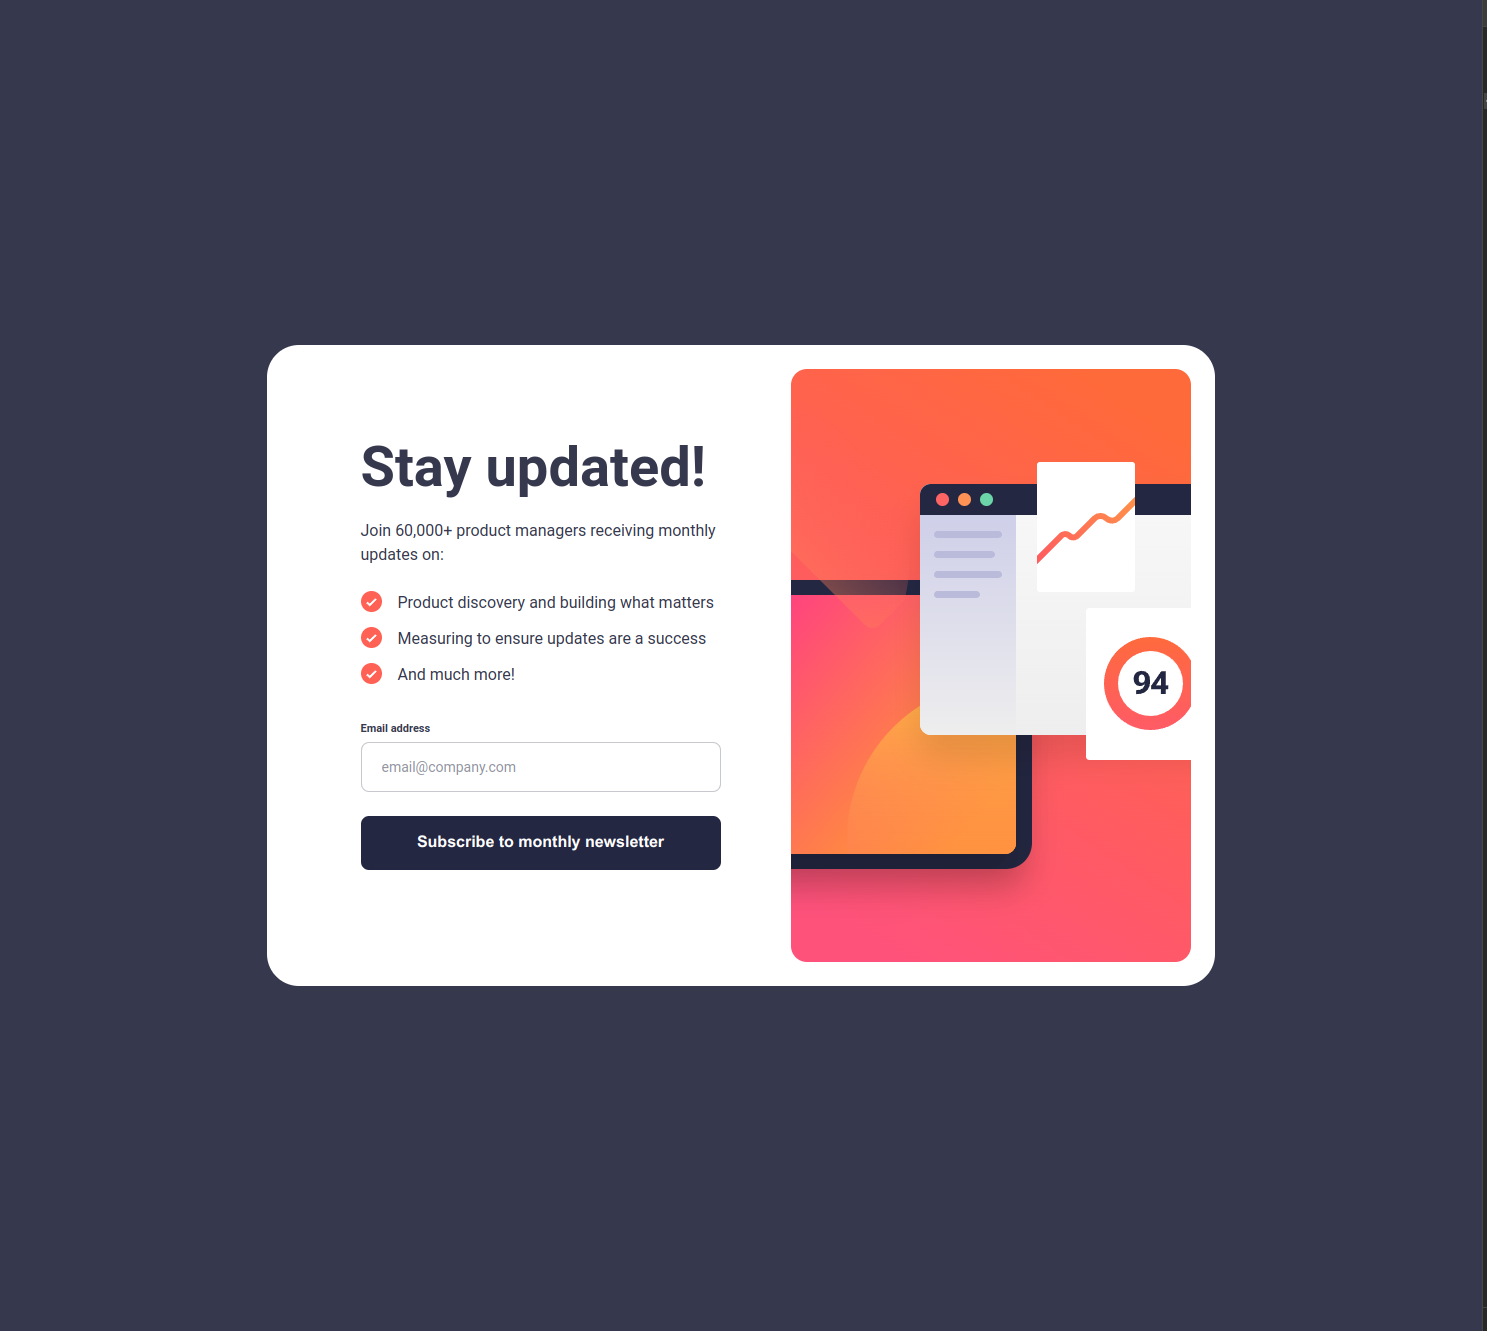 Stay updated!
Join 60,000+ product managers receiving monthly
updates on:
Product discovery and building what matters
Measuring to ensure updates are a success
And much more!
Email address
email@company.com
Subscribe to monthly newsletter
94